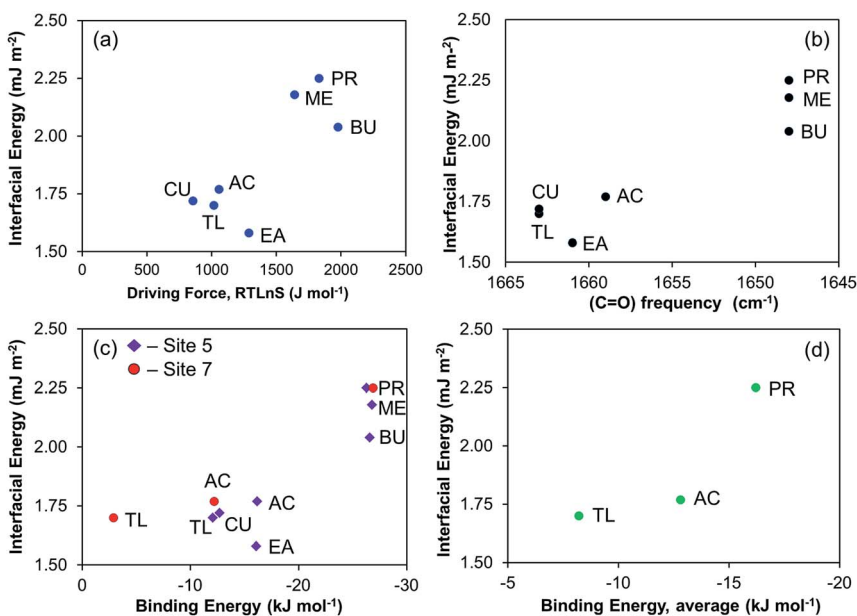 (a)
Interfacial Energy (mJ m-2)
2.50
2.25
2.00
1.75
1.50
PR
ME
BU
CU
AC
TL
EA
0 500 1000 1500 2000 2500
Driving Force, RTLnS (J mol-1)
(b)
Interfacial Energy (mJ m-2)
2.50
2.25
2.00
1.75
1.50
PR
ME
BU
CU
AC
TL
EA
1665 1660 1655 1650 1645
(C=O) frequency (cm-1)
(c)
– Site 5
– Site 7
Interfacial Energy (mJ m-2)
2.50
2.25
2.00
1.75
1.50
PR
ME
BU
AC
AC
TL
TL
CU
EA
0 -10 -20 -30
Binding Energy (kJ mol-1)
(d)
Interfacial Energy (mJ m-2)
2.50
2.25
2.00
1.75
1.50
PR
AC
TL
-5 -10 -15 -20
Binding Energy, average (kJ mol-1)